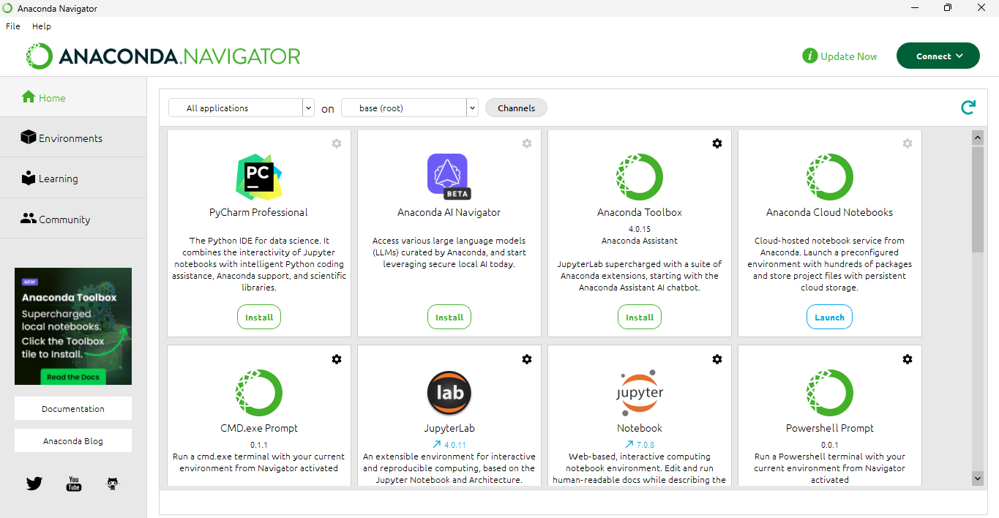 Anaconda Navigator
File Help
ANACONDA.NAVIGATOR
i Update Now
Connect
Home
Environments
Learning
Community
NEW
Anaconda Toolbox
Supercharged
local notebooks.
Click the Toolbox
tile to Install.
Read the Docs
Documentation
Anaconda Blog
You
Tube
All applications on base (root) Channels
PC
PyCharm Professional
The Python IDE for data science. It
combines the interactivity of Jupyter
notebooks with intelligent Python coding
assistance, Anaconda support, and scientific
libraries.
Install
BETA
Anaconda AI Navigator
Access various large language models
(LLMs) curated by Anaconda, and start
leveraging secure local AI today.
Install
Anaconda Toolbox
4.0.15
Anaconda Assistant
JupyterLab supercharged with a suite of
Anaconda extensions, starting with the
Anaconda Assistant AI chatbot.
Install
Anaconda Cloud Notebooks
Cloud-hosted notebook service from
Anaconda. Launch a preconfigured
environment with hundreds of packages
and store project files with persistent
cloud storage.
Launch
CMD.exe Prompt
0.1.1
Run a cmd.exe terminal with your current
environment from Navigator activated
lab
JupyterLab
4.0.11
An extensible environment for interactive
and reproducible computing, based on the
Jupyter Notebook and Architecture.
jupyter
Notebook
7.0.8
Web-based, interactive computing
notebook environment. Edit and run
human-readable docs while describing the
Powershell Prompt
0.0.1
Run a Powershell terminal with your
current environment from Navigator
activated